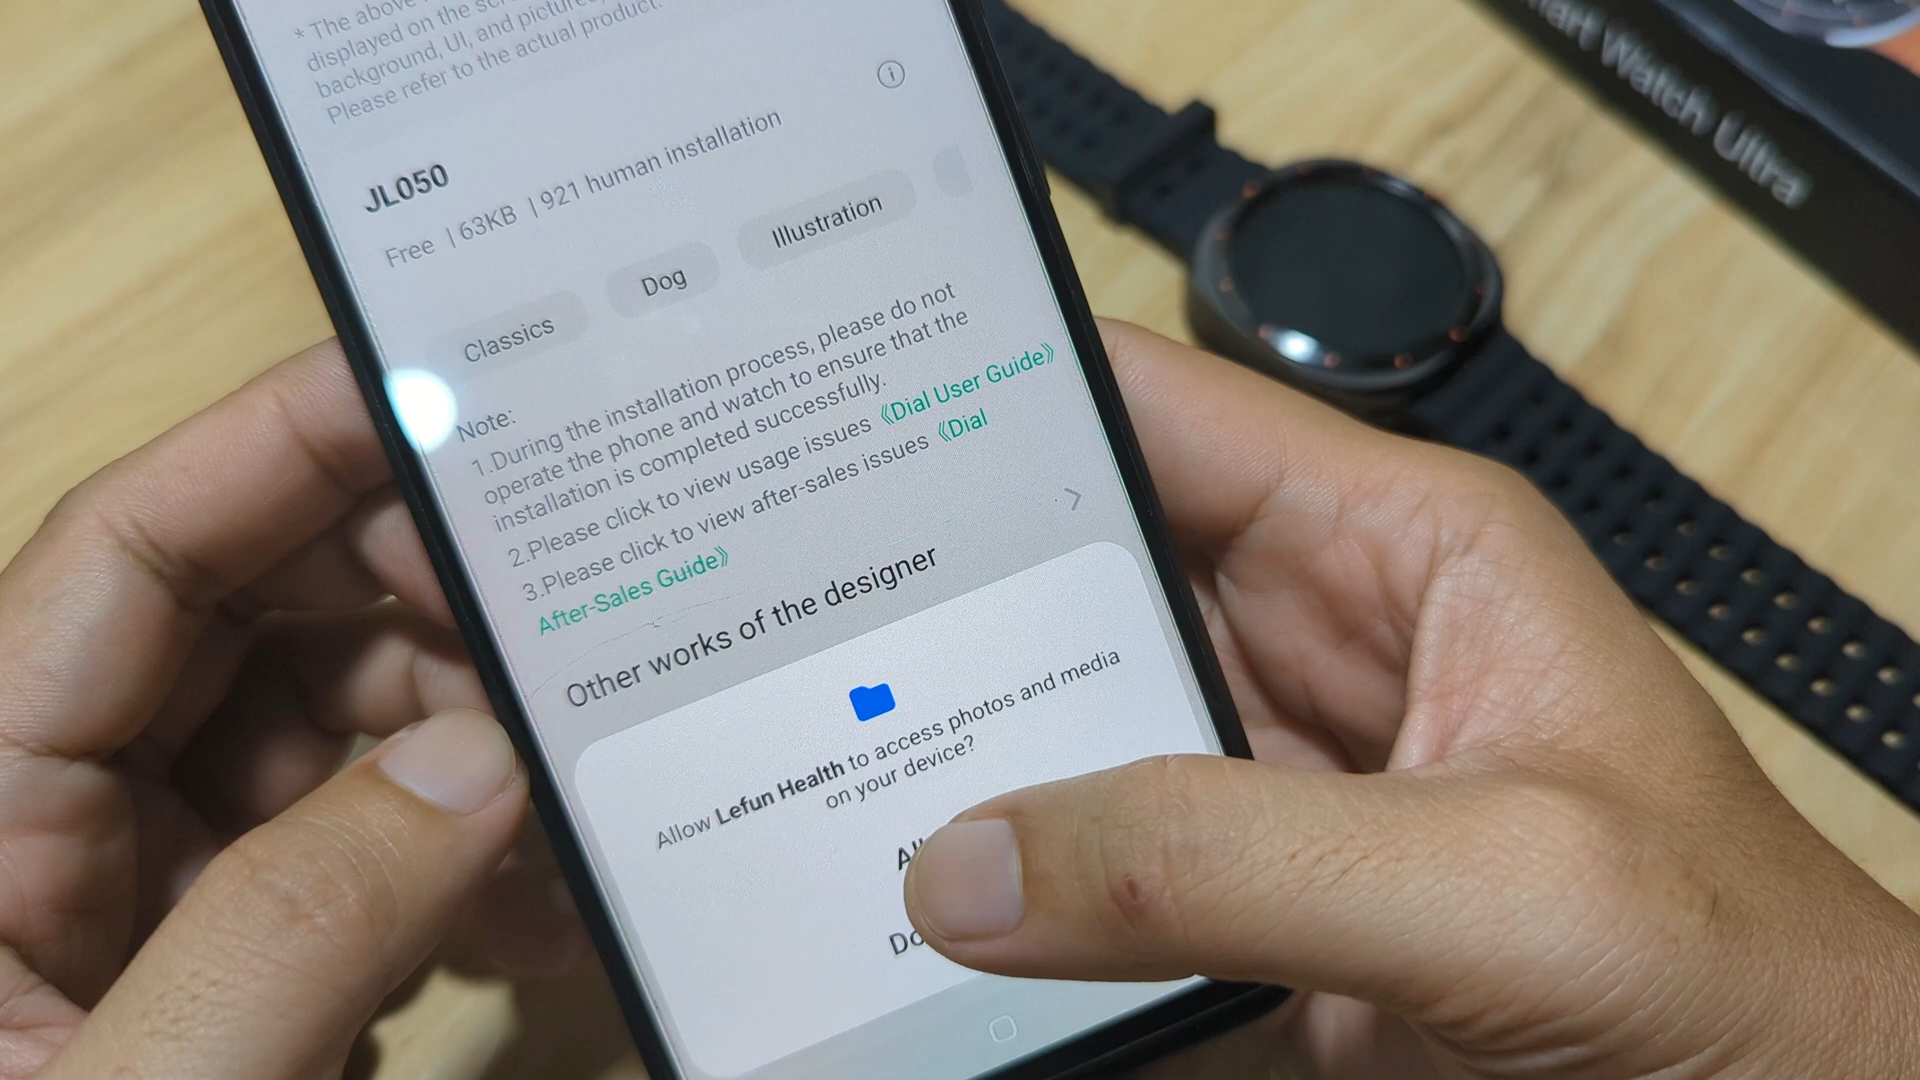 * The above
displayed on the
background, UI, and
Please refer to the actual product.
JL050
Free | 63KB | 921 human installation
Classics
Dog
Illustration
Note:
1.During the installation process, please do not
operate the phone and watch to ensure that the
installation is completed successfully.
2.Please click to view usage issues 《Dial User Guide》
3.Please click to view after-sales issues 《Dial
After-Sales Guide》
Other works of the designer
Allow Lefun Health to access photos and media
on your device?
Watch Ultra